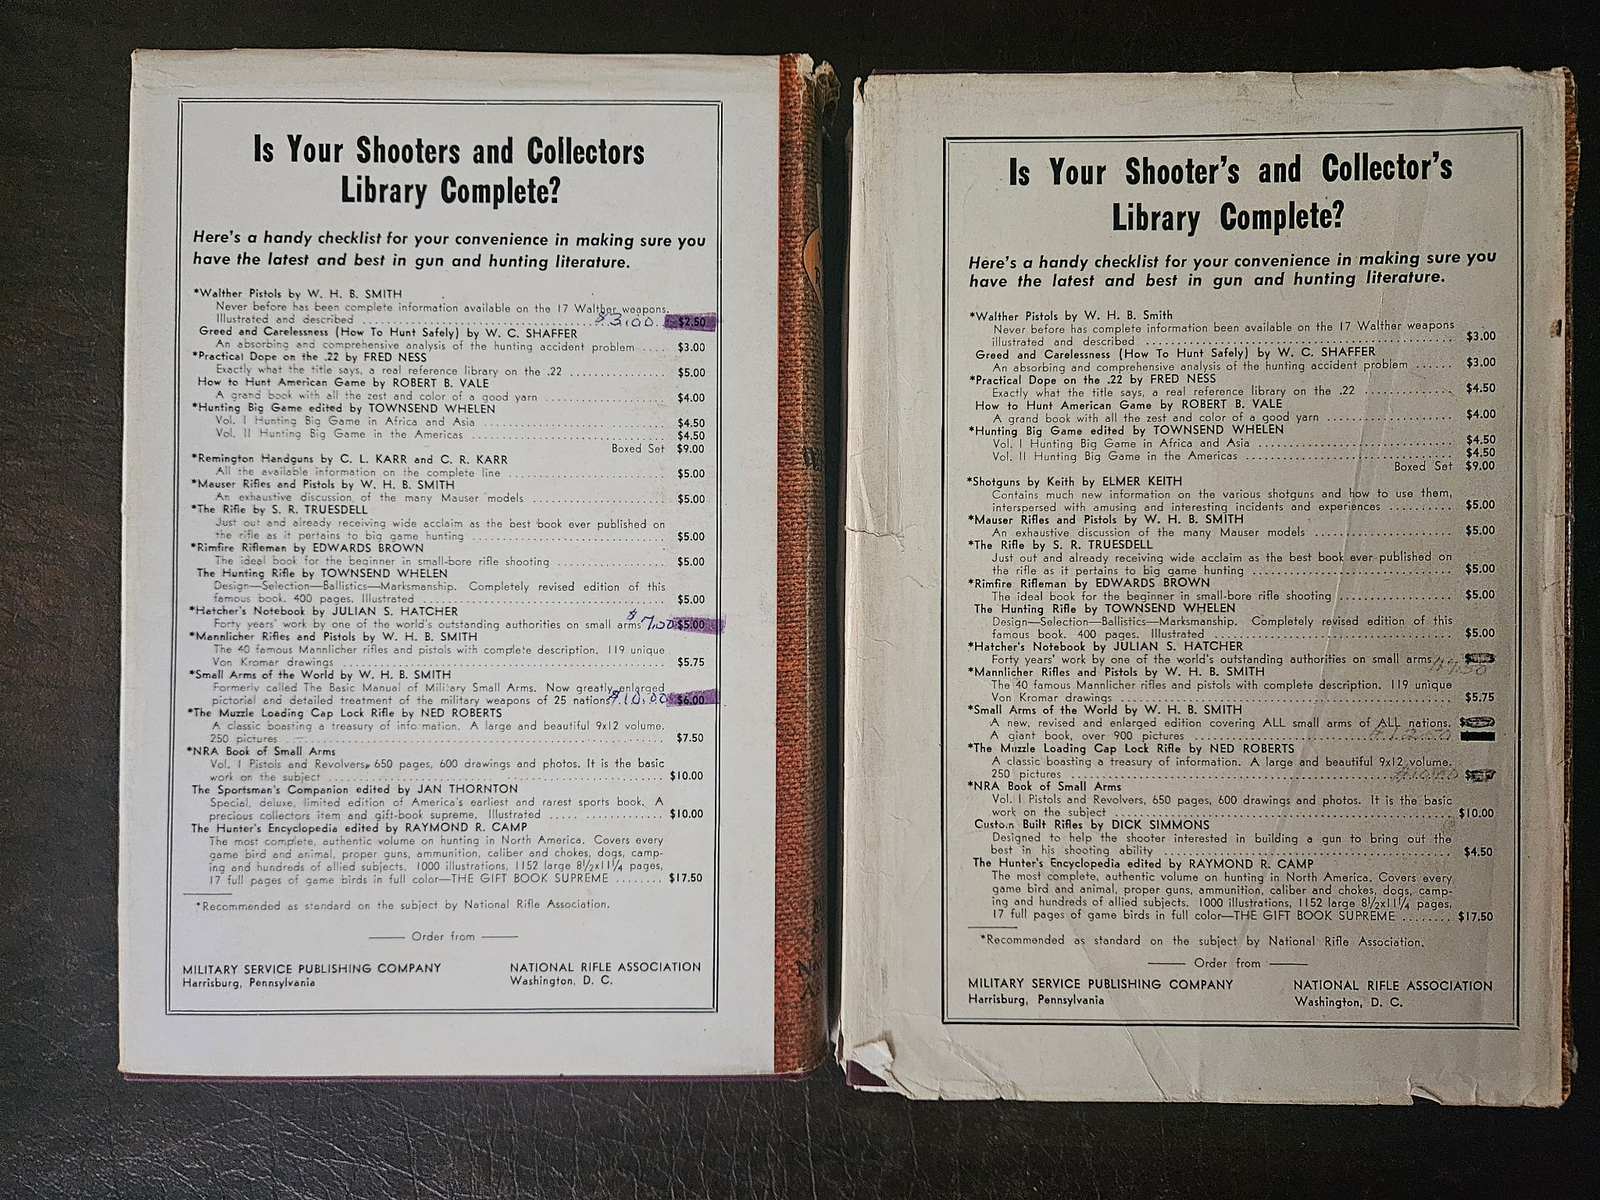 Is Your Shooters and Collectors
Library Complete?
Here's a handy checklist for your convenience in making sure you
have the latest and best in gun and hunting literature.
*Walther Pistols by W. H. B. SMITH
Never before has been complete information available on the 17 Walther weapons.
Illustrated and described .......... $3.00 $2.50
Greed and Carelessness (How To Hunt Safely) by W. C. SHAFFER
An absorbing and comprehensive analysis of the hunting accident problem .... $3.00
*Practical Dope on the .22 by FRED NESS
Exactly what the title says, a real reference library on the .22 .......... $5.00
How to Hunt American Game by ROBERT B. VALE
A grand book with all the zest and color of a good yarn .......... $4.00
*Hunting Big Game edited by TOWNSEND WHELEN
Vol. I Hunting Big Game in Africa and Asia .......... $4.50
Vol. II Hunting Big Game in the Americas .......... $4.50
Boxed Set $9.00
*Remington Handguns by C. L. KARR and C. R. KARR
All the available information on the complete line .......... $5.00
*Mauser Rifles and Pistols by W. H. B. SMITH
An exhaustive discussion of the many Mauser models .......... $5.00
*The Rifle by S. R. TRUESDELL
Just out and already receiving wide acclaim as the best book ever published on
the rifle as it pertains to big game hunting .......... $5.00
*Rimfire Rifleman by EDWARDS BROWN
The ideal book for the beginner in small-bore rifle shooting .......... $5.00
The Hunting Rifle by TOWNSEND WHELEN
Design—Selection—Ballistics—Marksmanship. Completely revised edition of this
famous book. 400 pages. Illustrated .......... $5.00
*Hatcher's Notebook by JULIAN S. HATCHER
Forty years' work by one of the world's outstanding authorities on small arms $7.00 $5.00
*Mannlicher Rifles and Pistols by W. H. B. SMITH
The 40 famous Mannlicher rifles and pistols with complete description. 119 unique
Von Kromar drawings .......... $5.75
*Small Arms of the World by W. H. B. SMITH
Formerly called The Basic Manual of Military Small Arms. Now greatly enlarged
pictorial and detailed treatment of the military weapons of 25 nations. $10.00 $6.00
*The Muzzle Loading Cap Lock Rifle by NED ROBERTS
A classic boasting a treasury of information. A large and beautiful 9x12 volume.
250 pictures .......... $7.50
*NRA Book of Small Arms
Vol. I Pistols and Revolvers, 650 pages, 600 drawings and photos. It is the basic
work on the subject .......... $10.00
The Sportsman's Companion edited by JAN THORNTON
Special, deluxe, limited edition of America's earliest and rarest sports book. A
precious collectors item and gift-book supreme. Illustrated .......... $10.00
The Hunter's Encyclopedia edited by RAYMOND R. CAMP
The most complete, authentic volume on hunting in North America. Covers every
game bird and animal, proper guns, ammunition, caliber and chokes, dogs, camp-
ing and hundreds of allied subjects. 1000 illustrations, 1152 large 8½x11¼ pages,
17 full pages of game birds in full color—THE GIFT BOOK SUPREME ........ $17.50
*Recommended as standard on the subject by National Rifle Association.
Order from
MILITARY SERVICE PUBLISHING COMPANY NATIONAL RIFLE ASSOCIATION
Harrisburg, Pennsylvania Washington, D. C.
Is Your Shooter's and Collector's
Library Complete?
Here's a handy checklist for your convenience in making sure you
have the latest and best in gun and hunting literature.
*Walther Pistols by W. H. B. Smith
Never before has complete information been available on the 17 Walther weapons
illustrated and described .......... $3.00
Greed and Carelessness (How To Hunt Safely) by W. C. SHAFFER
An absorbing and comprehensive analysis of the hunting accident problem ...... $3.00
*Practical Dope on the .22 by FRED NESS
Exactly what the title says, a real reference library on the .22 .......... $4.50
How to Hunt American Game by ROBERT B. VALE
A grand book with all the zest and color of a good yarn .......... $4.00
*Hunting Big Game edited by TOWNSEND WHELEN
Vol. I Hunting Big Game in Africa and Asia .......... $4.50
Vol. II Hunting Big Game in the Americas .......... $4.50
Boxed Set $9.00
*Shotguns by Keith by ELMER KEITH
Contains much new information on the various shotguns and how to use them,
interspersed with amusing and interesting incidents and experiences .......... $5.00
*Mauser Rifles and Pistols by W. H. B. SMITH
An exhaustive discussion of the many Mauser models .......... $5.00
*The Rifle by S. R. TRUESDELL
Just out and already receiving wide acclaim as the best book ever published on
the rifle as it pertains to big game hunting .......... $5.00
*Rimfire Rifleman by EDWARDS BROWN
The ideal book for the beginner in small-bore rifle shooting .......... $5.00
The Hunting Rifle by TOWNSEND WHELEN
Design—Selection—Ballistics—Marksmanship. Completely revised edition of this
famous book. 400 pages. Illustrated .......... $5.00
*Hatcher's Notebook by JULIAN S. HATCHER
Forty years' work by one of the world's outstanding authorities on small arms
*Mannlicher Rifles and Pistols by W. H. B. SMITH
The 40 famous Mannlicher rifles and pistols with complete description. 119 unique
Von Kromar drawings .......... $5.75
*Small Arms of the World by W. H. B. SMITH
A new, revised and enlarged edition covering ALL small arms of ALL nations.
A giant book, over 900 pictures ..........
*The Muzzle Loading Cap Lock Rifle by NED ROBERTS
A classic boasting a treasury of information. A large and beautiful 9x12 volume.
250 pictures ..........
*NRA Book of Small Arms
Vol. I Pistols and Revolvers, 650 pages, 600 drawings and photos. It is the basic
work on the subject .......... $10.00
Custom Built Rifles by DICK SIMMONS
Designed to help the shooter interested in building a gun to bring out the
best in his shooting ability .......... $4.50
The Hunter's Encyclopedia edited by RAYMOND R. CAMP
The most complete, authentic volume on hunting in North America. Covers every
game bird and animal, proper guns, ammunition, caliber and chokes, dogs, camp-
ing and hundreds of allied subjects. 1000 illustrations, 1152 large 8½x11¼ pages,
17 full pages of game birds in full color—THE GIFT BOOK SUPREME ........ $17.50
*Recommended as standard on the subject by National Rifle Association.
Order from
MILITARY SERVICE PUBLISHING COMPANY NATIONAL RIFLE ASSOCIATION
Harrisburg, Pennsylvania Washington, D. C.